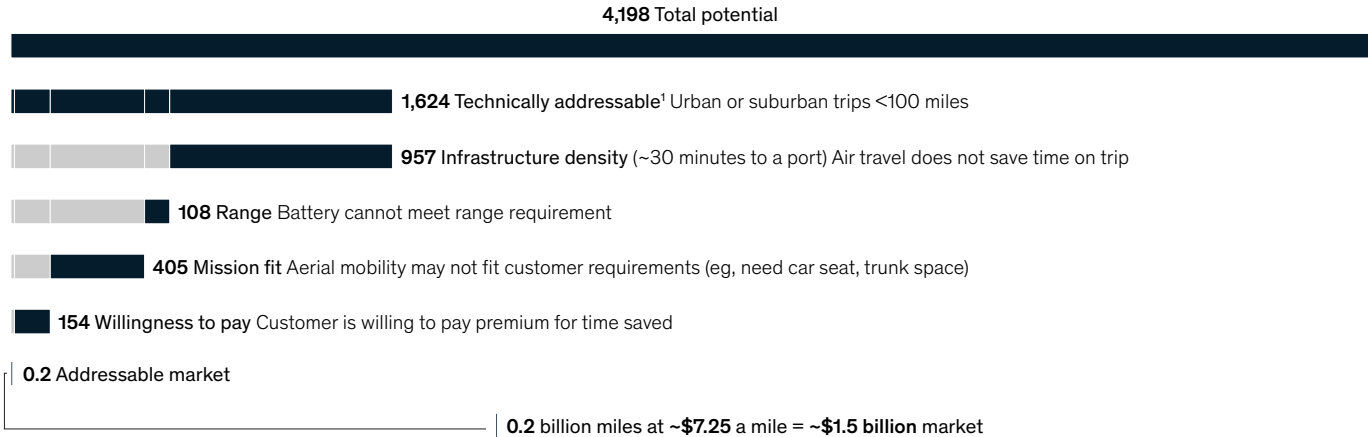 4,198 Total potential
1,624 Technically addressable¹ Urban or suburban trips <100 miles
957 Infrastructure density (~30 minutes to a port) Air travel does not save time on trip
108 Range Battery cannot meet range requirement
405 Mission fit Aerial mobility may not fit customer requirements (eg, need car seat, trunk space)
154 Willingness to pay Customer is willing to pay premium for time saved
0.2 Addressable market
0.2 billion miles at ~$7.25 a mile = ~$1.5 billion market